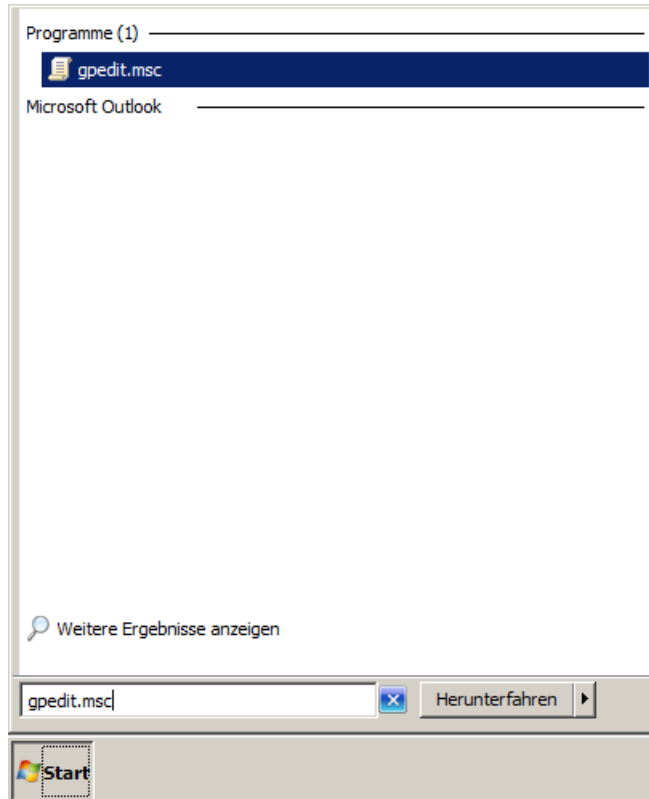 Programme (1)
gpedit.msc
Microsoft Outlook
Weitere Ergebnisse anzeigen
gpedit.msc
Herunterfahren
Start